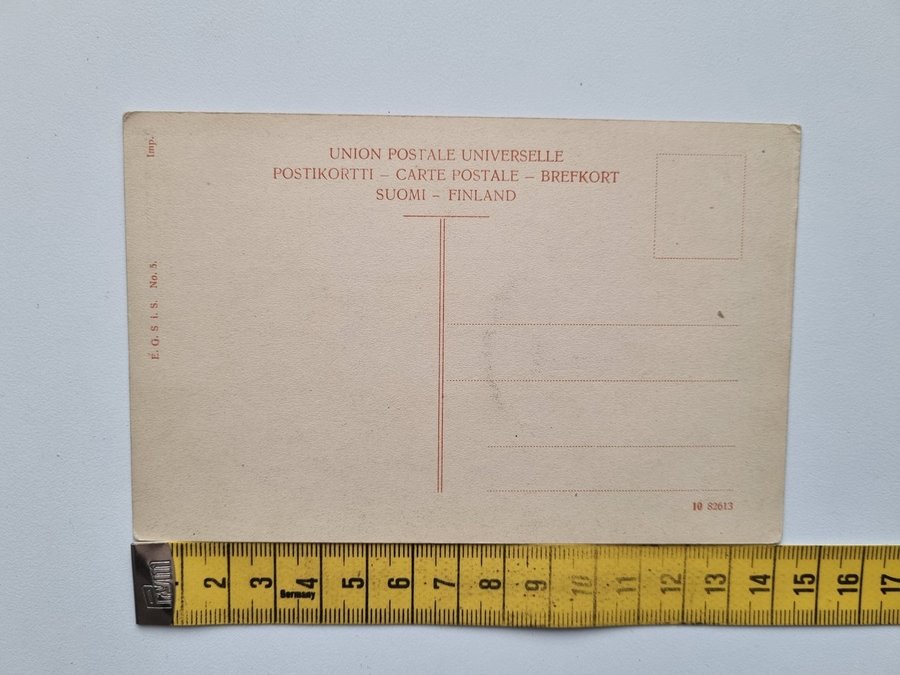 UNION POSTALE UNIVERSELLE
POSTIKORTTI – CARTE POSTALE – BREFKORT
SUOMI – FINLAND
Imp.
E. G. S i. S. No. 5.
10 82613
2 3 4 5 6 7 8 9 10 11 12 13 14 15 16 17
Germany